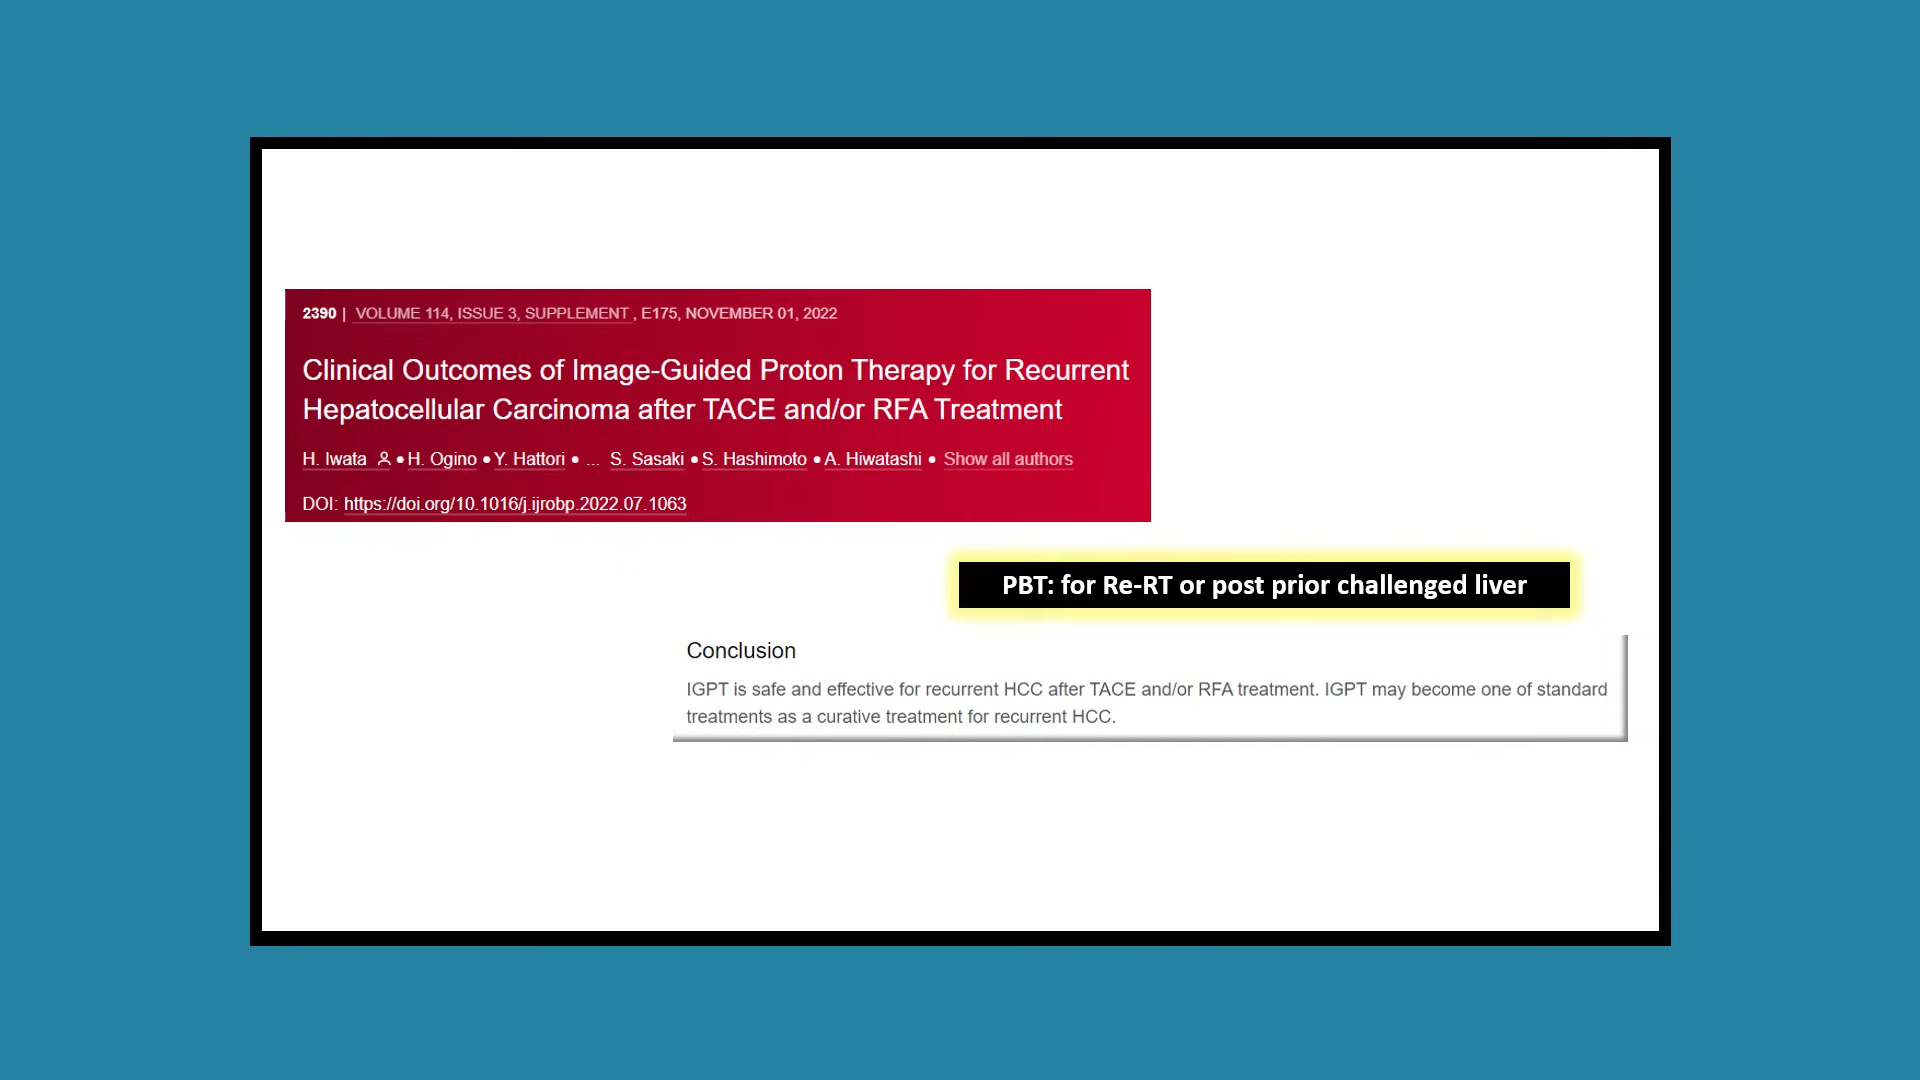 2390 | VOLUME 114, ISSUE 3, SUPPLEMENT , E175, NOVEMBER 01, 2022
Clinical Outcomes of Image-Guided Proton Therapy for Recurrent
Hepatocellular Carcinoma after TACE and/or RFA Treatment
H. Iwata • H. Ogino • Y. Hattori • ... S. Sasaki • S. Hashimoto • A. Hiwatashi • Show all authors
DOI: https://doi.org/10.1016/j.ijrobp.2022.07.1063
PBT: for Re-RT or post prior challenged liver
Conclusion
IGPT is safe and effective for recurrent HCC after TACE and/or RFA treatment. IGPT may become one of standard
treatments as a curative treatment for recurrent HCC.